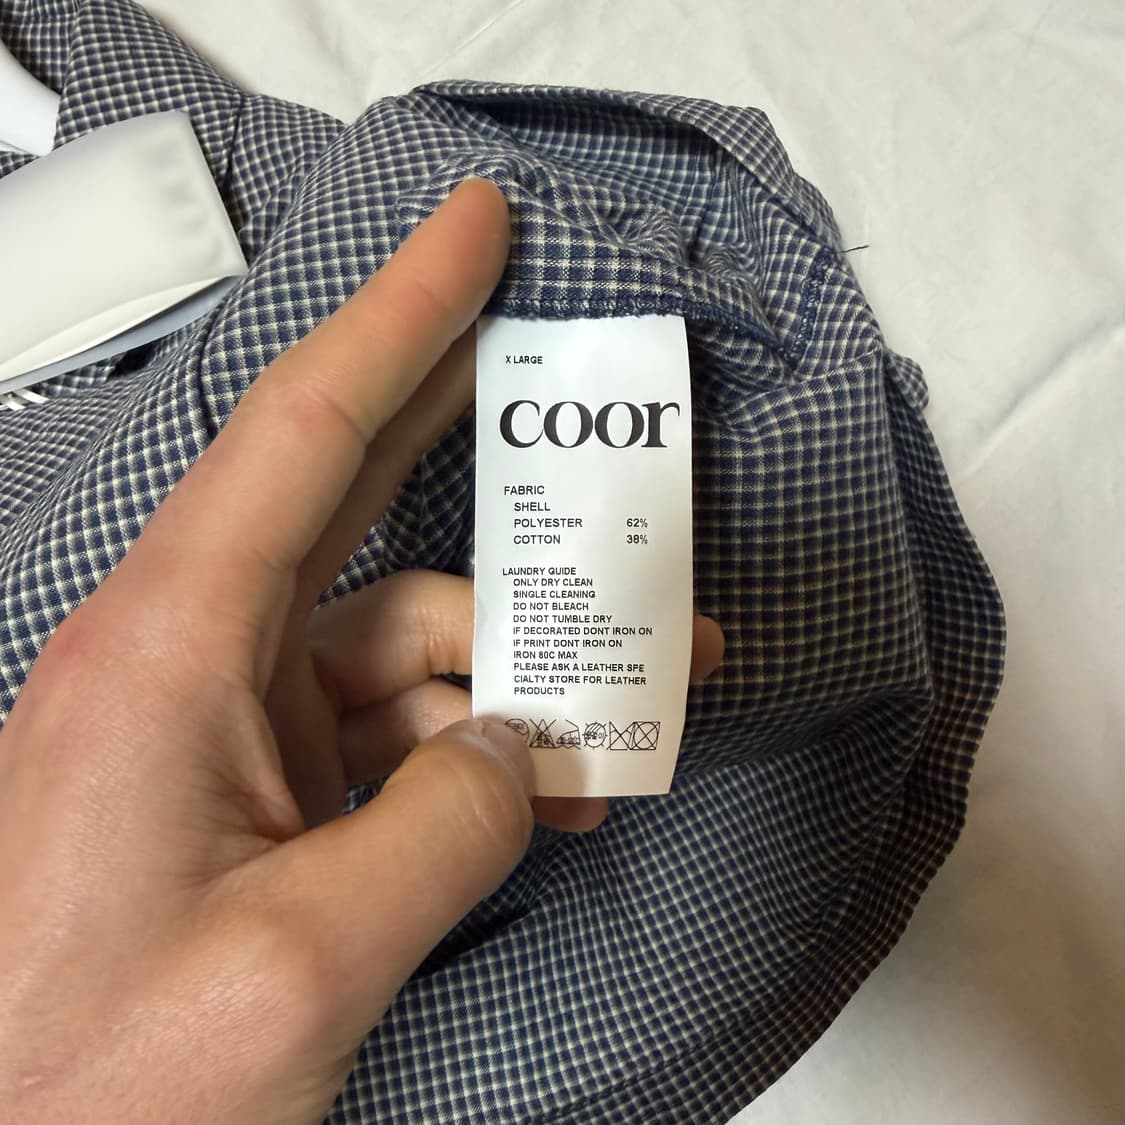 X LARGE
coor
FABRIC
SHELL
POLYESTER 62%
COTTON 38%
LAUNDRY GUIDE
ONLY DRY CLEAN
SINGLE CLEANING
DO NOT BLEACH
DO NOT TUMBLE DRY
IF DECORATED DONT IRON ON
IF PRINT DONT IRON ON
IRON 80C MAX
PLEASE ASK A LEATHER SPE
CIALTY STORE FOR LEATHER
PRODUCTS